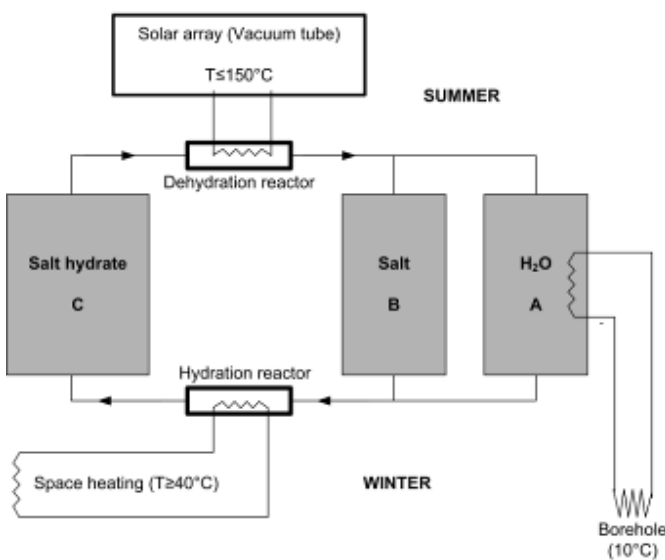 Solar array (Vacuum tube)
T≤150°C
SUMMER
Dehydration reactor
Salt hydrate
C
Salt
B
H₂O
A
Hydration reactor
Space heating (T≥40°C)
WINTER
Borehole
(10°C)